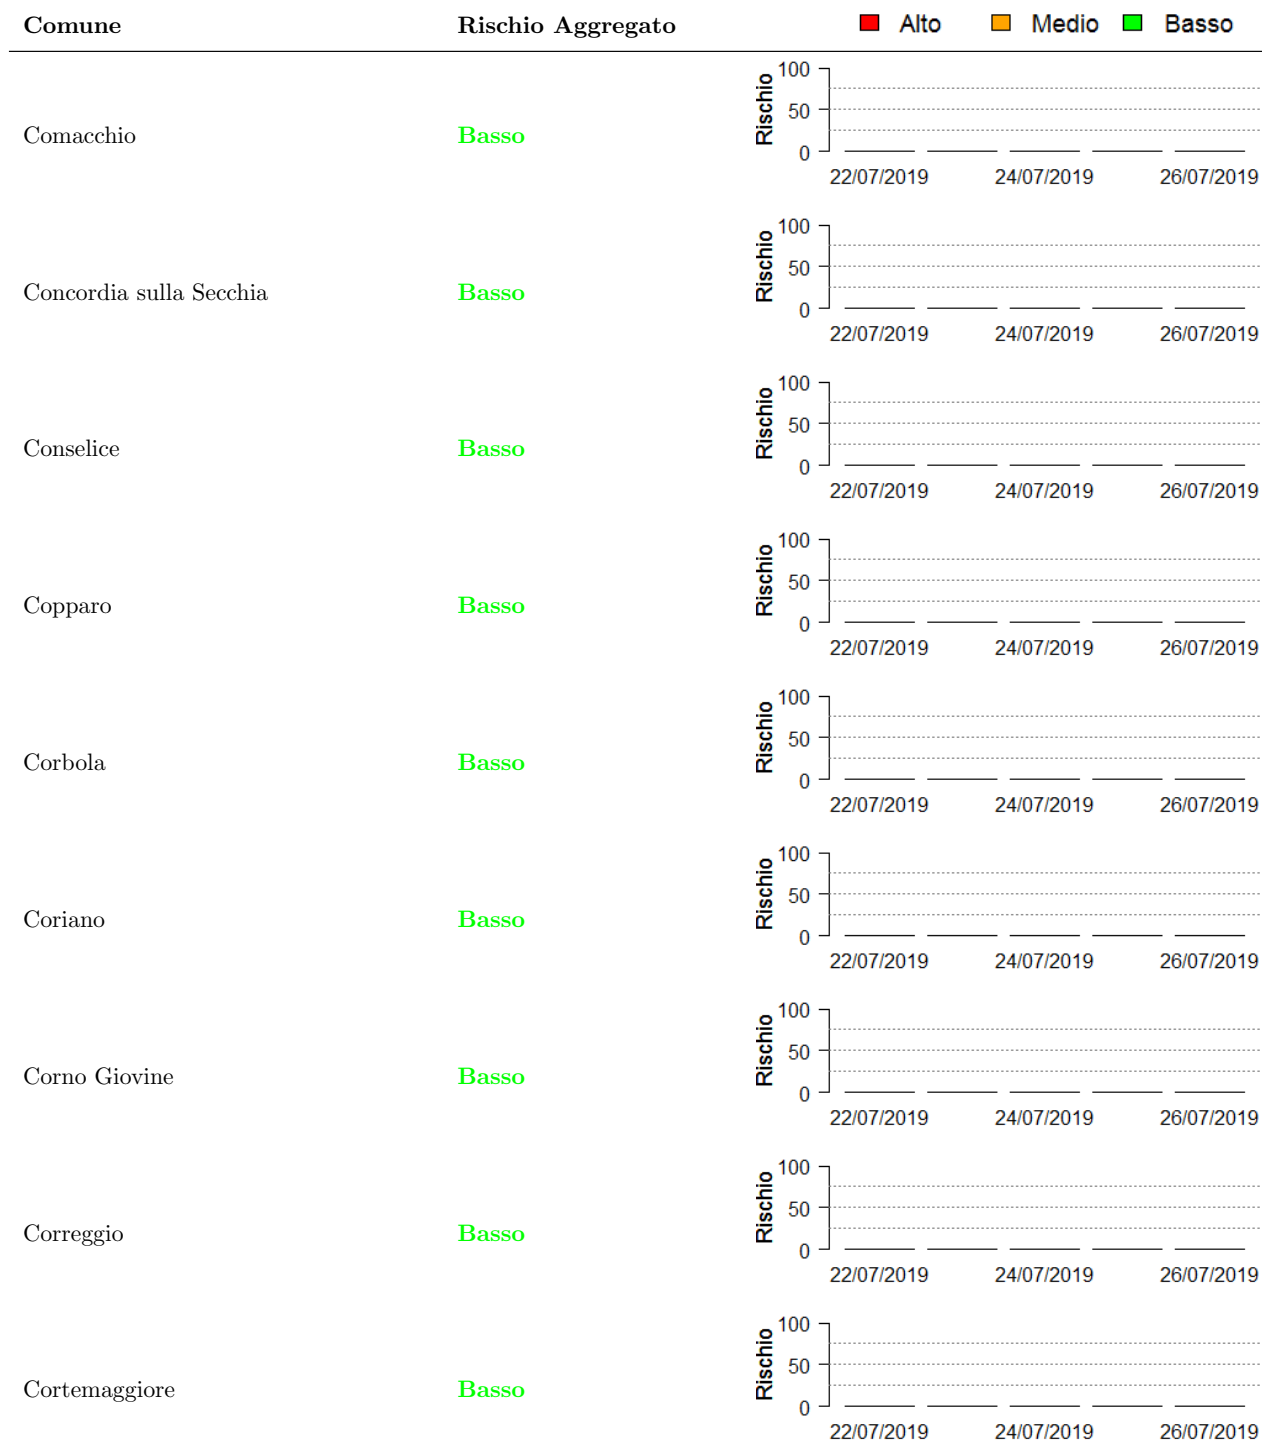 Comune Rischio Aggregato Alto Medio Basso
Comacchio Basso Rischio 100 50 0
22/07/2019 24/07/2019 26/07/2019
Concordia sulla Secchia Basso Rischio 100 50 0
22/07/2019 24/07/2019 26/07/2019
Conselice Basso Rischio 100 50 0
22/07/2019 24/07/2019 26/07/2019
Copparo Basso Rischio 100 50 0
22/07/2019 24/07/2019 26/07/2019
Corbola Basso Rischio 100 50 0
22/07/2019 24/07/2019 26/07/2019
Coriano Basso Rischio 100 50 0
22/07/2019 24/07/2019 26/07/2019
Corno Giovine Basso Rischio 100 50 0
22/07/2019 24/07/2019 26/07/2019
Correggio Basso Rischio 100 50 0
22/07/2019 24/07/2019 26/07/2019
Cortemaggiore Basso Rischio 100 50 0
22/07/2019 24/07/2019 26/07/2019